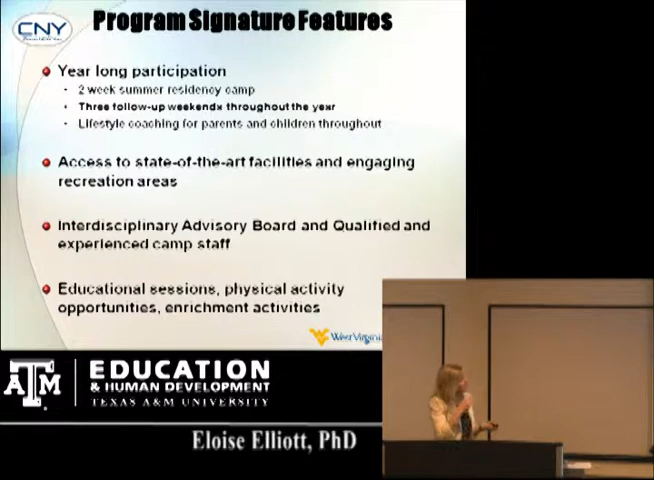 CNY
Program Signature Features
Year long participation
2 week summer residency camp
Three follow-up weekends throughout the year
Lifestyle coaching for parents and children throughout
Access to state-of-the-art facilities and engaging
recreation areas
Interdisciplinary Advisory Board and Qualified and
experienced camp staff
Educational sessions, physical activity
opportunities, enrichment activities
West Virginia
ATM
EDUCATION
& HUMAN DEVELOPMENT
TEXAS A&M UNIVERSITY
Eloise Elliott, PhD